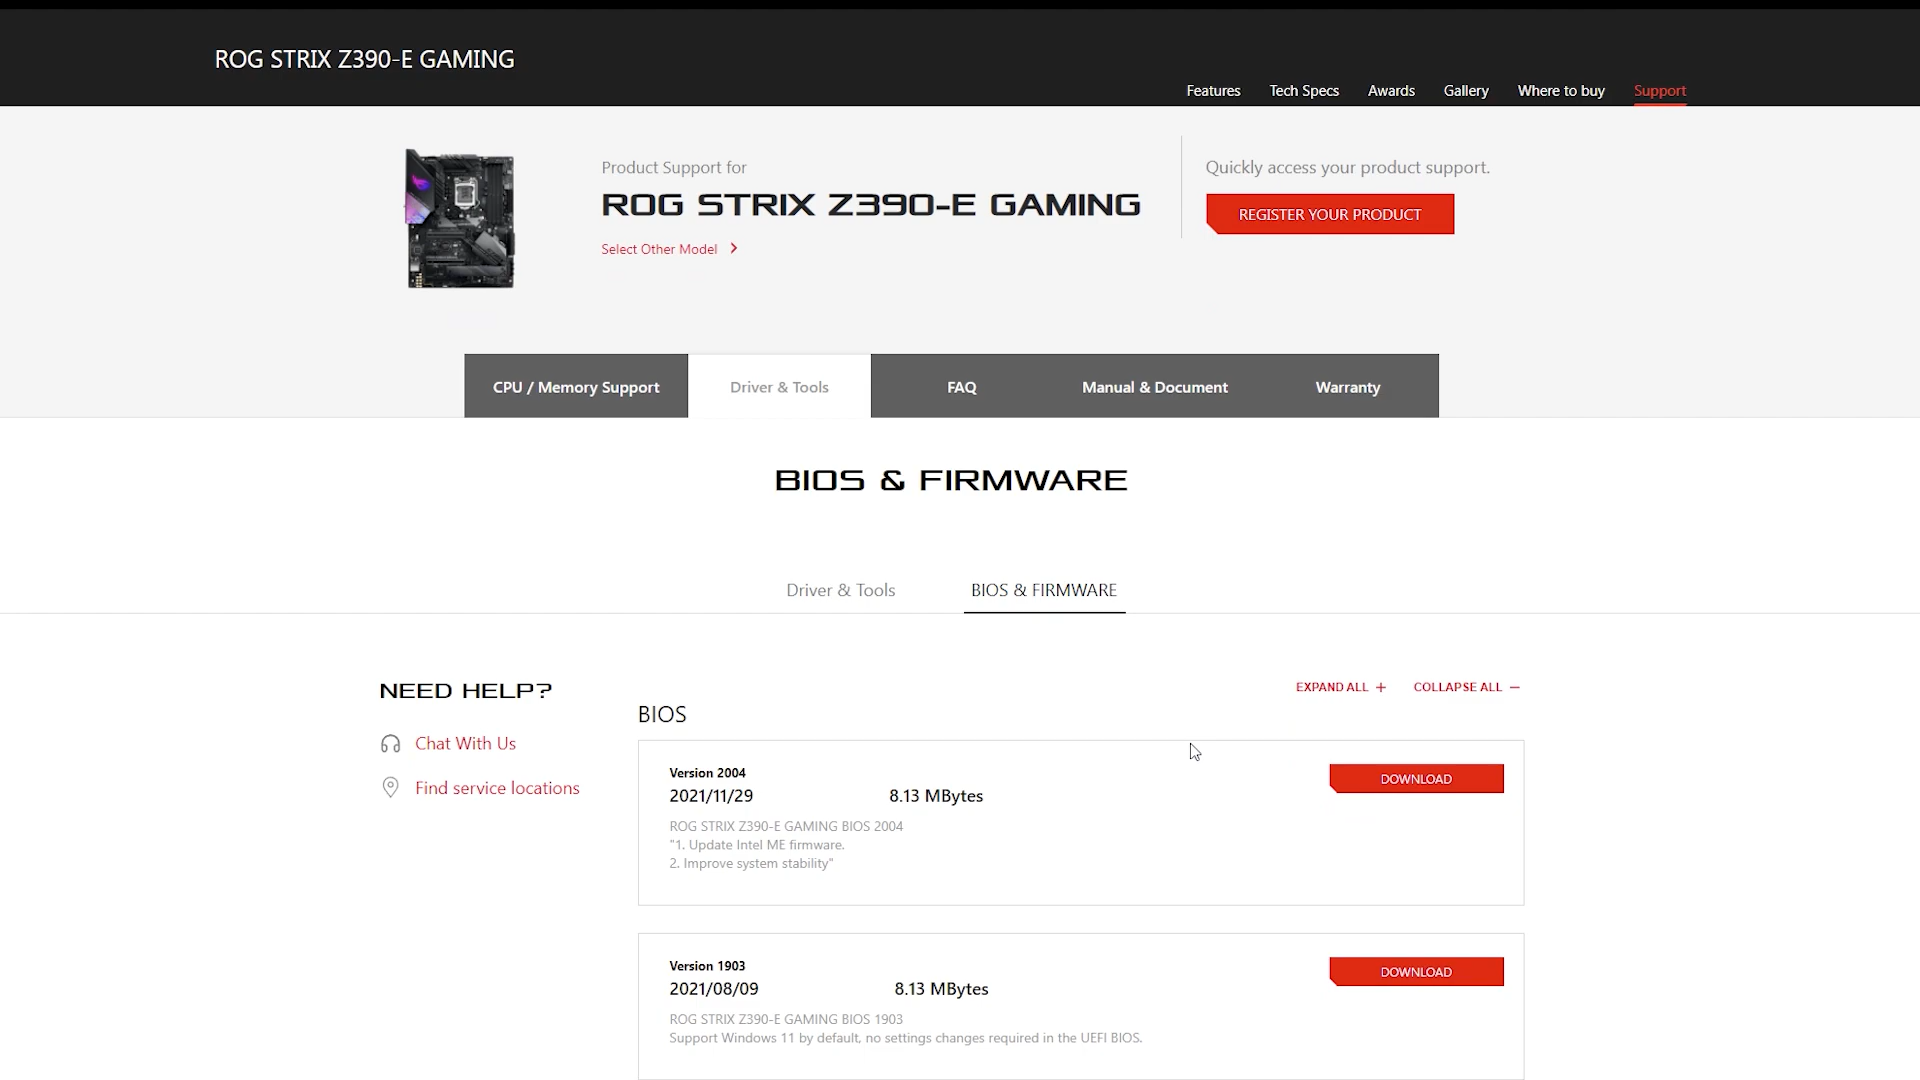 ROG STRIX Z390-E GAMING
Features Tech Specs Awards Gallery Where to buy Support
Product Support for
ROG STRIX Z390-E GAMING
Select Other Model
Quickly access your product support.
REGISTER YOUR PRODUCT
CPU / Memory Support Driver & Tools FAQ Manual & Document Warranty
BIOS & FIRMWARE
Driver & Tools BIOS & FIRMWARE
NEED HELP?
Chat With Us
Find service locations
EXPAND ALL + COLLAPSE ALL −
BIOS
Version 2004
2021/11/29 8.13 MBytes
DOWNLOAD
ROG STRIX Z390-E GAMING BIOS 2004
"1. Update Intel ME firmware.
2. Improve system stability"
Version 1903
2021/08/09 8.13 MBytes
DOWNLOAD
ROG STRIX Z390-E GAMING BIOS 1903
Support Windows 11 by default, no settings changes required in the UEFI BIOS.